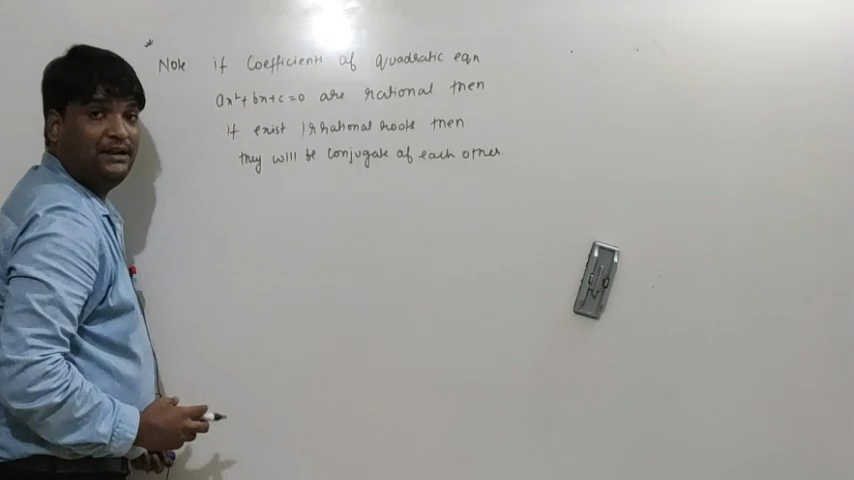 * Note if Coefficients of quadratic eqn
ax²+bx+c=0 are rational then
if exist irrational roots then
they will be conjugate of each other.